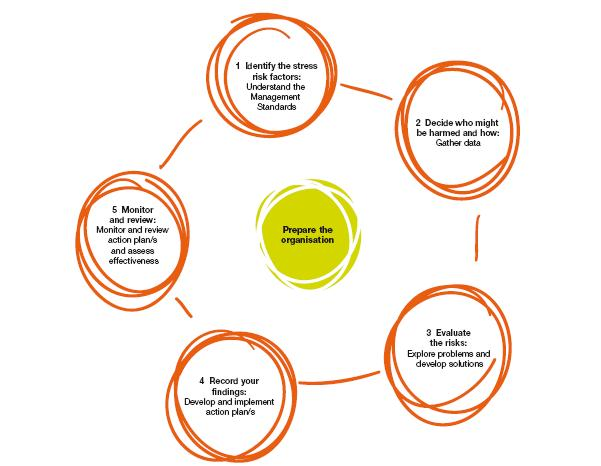 1 Identify the stress
risk factors:
Understand the
Management
Standards
2 Decide who might
be harmed and how:
Gather data
3 Evaluate
the risks:
Explore problems and
develop solutions
4 Record your
findings:
Develop and implement
action plan/s
5 Monitor
and review:
Monitor and review
action plan/s
and assess
effectiveness
Prepare the
organisation